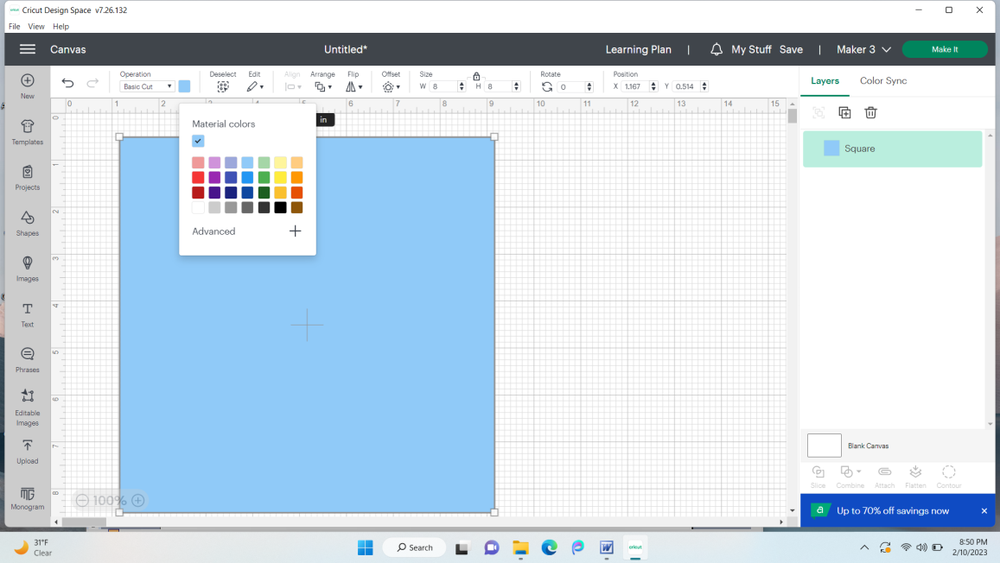 cricut Cricut Design Space v7.26.132
File View Help
Canvas Untitled* Learning Plan | My Stuff Save | Maker 3 Make It
New
Templates
Projects
Shapes
Images
Text
Phrases
Editable
Images
Upload
Monogram
Operation Deselect Edit Align Arrange Flip Offset Size Rotate Position
Basic Cut W 8 H 8 0 X 1.167 Y 0.514
0 1 2 3 4 5 6 7 8 9 10 11 12 13 14 15
in
0
1
2
3
4
5
6
7
8
Material colors
Advanced
100%
Layers Color Sync
Square
Blank Canvas
Slice Combine Attach Flatten Contour
a Up to 70% off savings now
31°F
Clear
Search
W
cricut
8:50 PM
2/10/2023